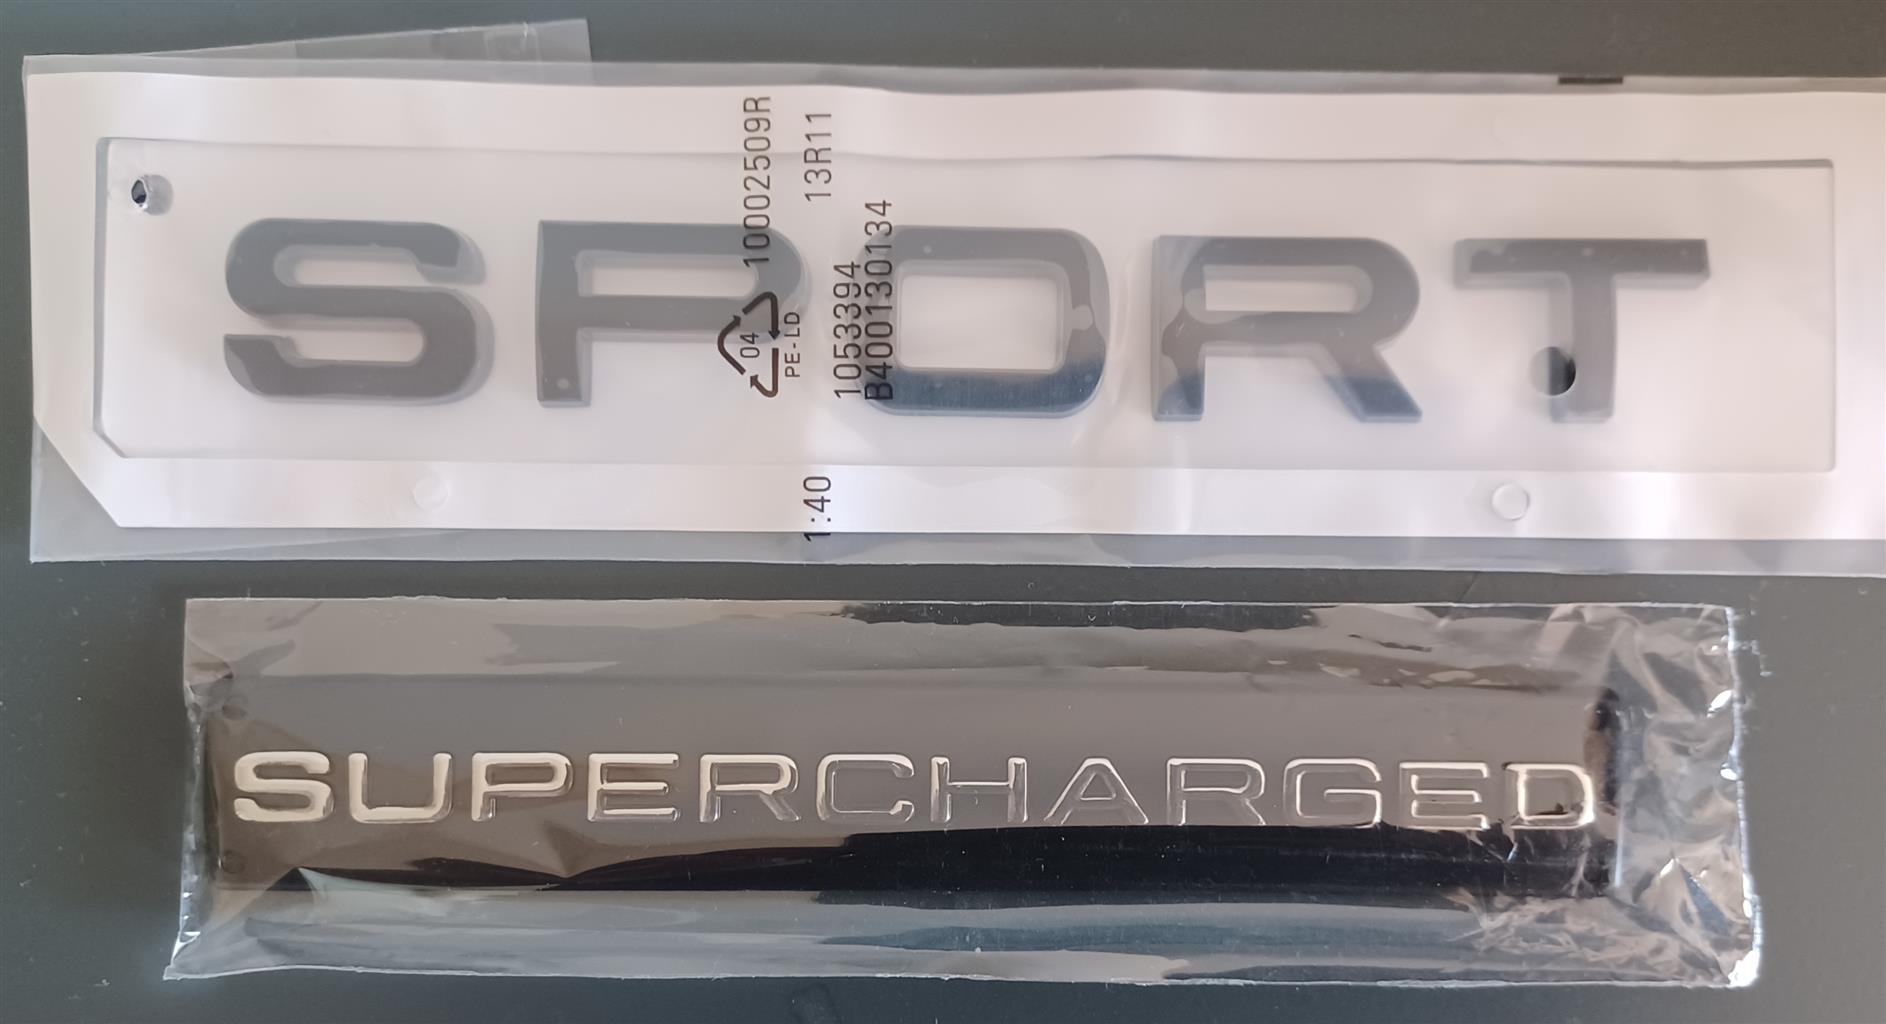 SPORT
10002509R
13R11
04
PE-LD
1053394
B400130134
1:40
SUPERCHARGED